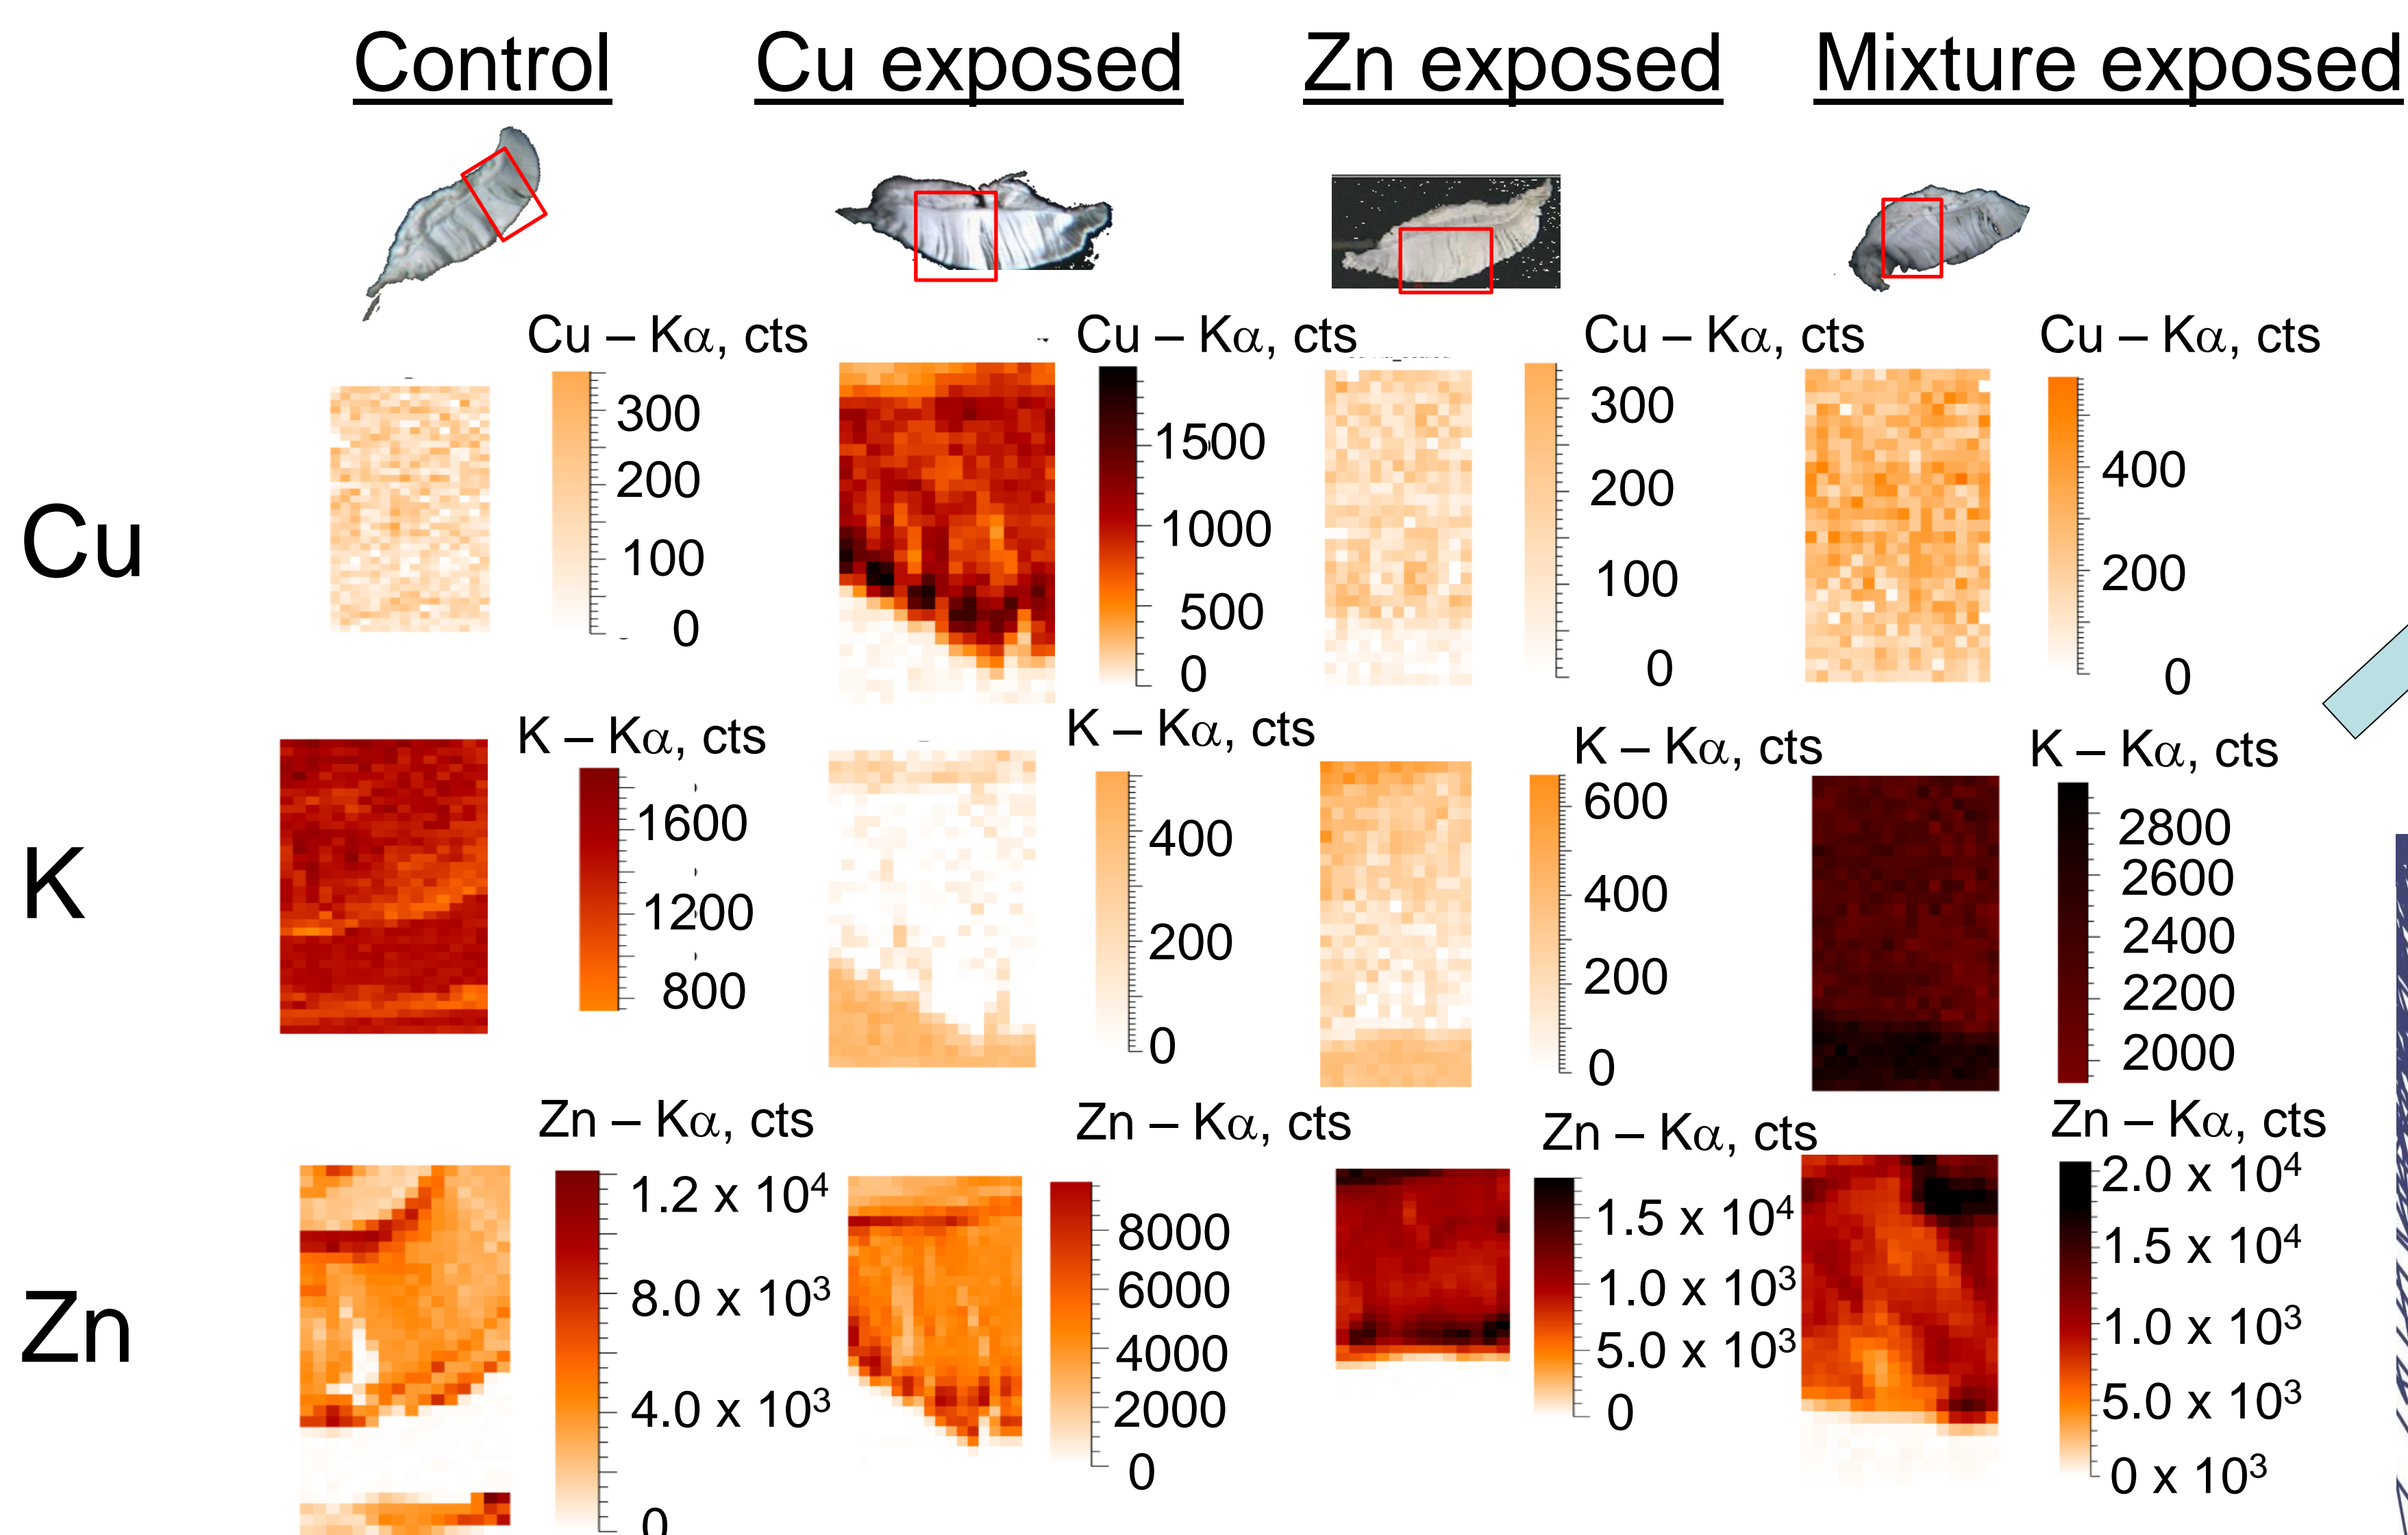 Control Cu exposed Zn exposed Mixture exposed
Cu
Cu – Kα, cts
300
200
100
0
Cu – Kα, cts
1500
1000
500
0
Cu – Kα, cts
300
200
100
0
Cu – Kα, cts
400
200
0
K
K – Kα, cts
1600
1200
800
K – Kα, cts
400
200
0
K – Kα, cts
600
400
200
0
K – Kα, cts
2800
2600
2400
2200
2000
Zn
Zn – Kα, cts
1.2 x 10⁴
8.0 x 10³
4.0 x 10³
0
Zn – Kα, cts
8000
6000
4000
2000
0
Zn – Kα, cts
1.5 x 10⁴
1.0 x 10³
5.0 x 10³
0
Zn – Kα, cts
2.0 x 10⁴
1.5 x 10⁴
1.0 x 10³
5.0 x 10³
0 x 10³